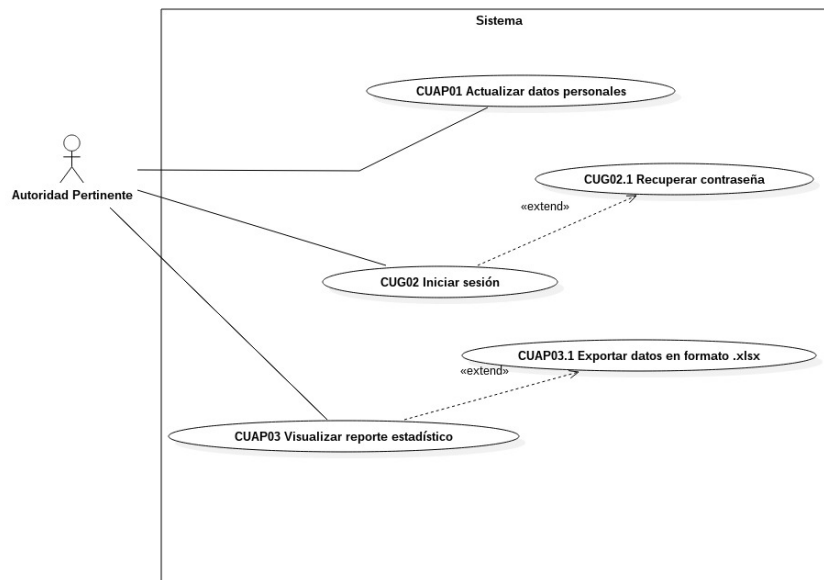 Sistema
CUAP01 Actualizar datos personales
Autoridad Pertinente
CUG02.1 Recuperar contraseña
«extend»
CUG02 Iniciar sesión
CUAP03.1 Exportar datos en formato .xlsx
«extend»
CUAP03 Visualizar reporte estadístico